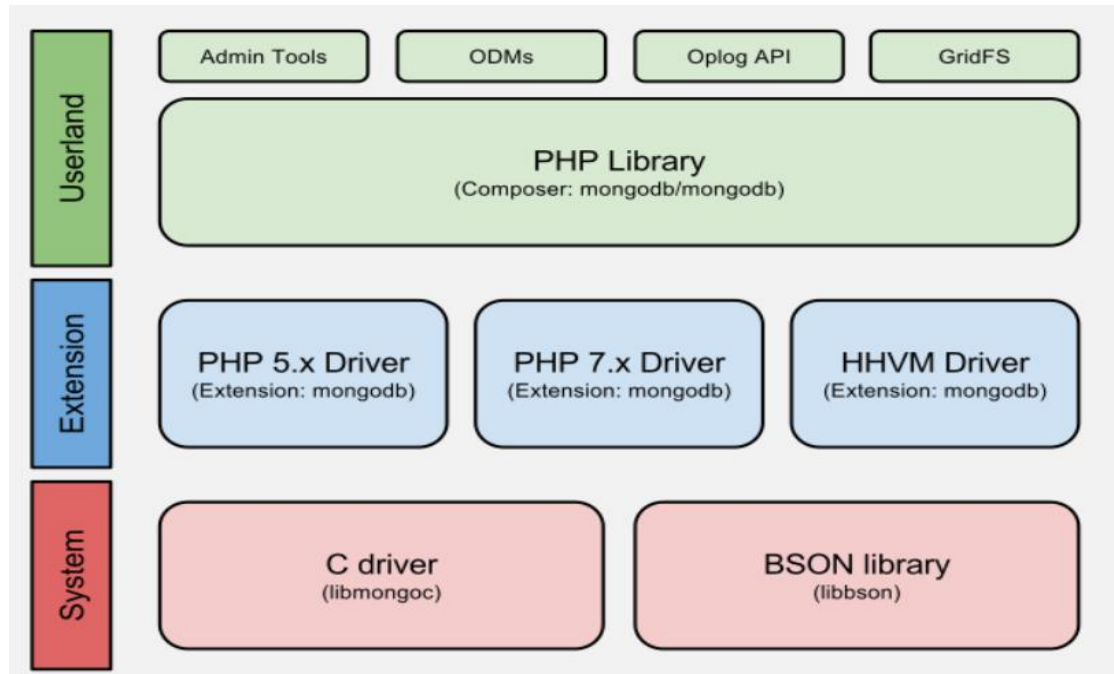 Userland
Admin Tools
ODMs
Oplog API
GridFS
PHP Library
(Composer: mongodb/mongodb)
Extension
PHP 5.x Driver
(Extension: mongodb)
PHP 7.x Driver
(Extension: mongodb)
HHVM Driver
(Extension: mongodb)
System
C driver
(libmongoc)
BSON library
(libbson)